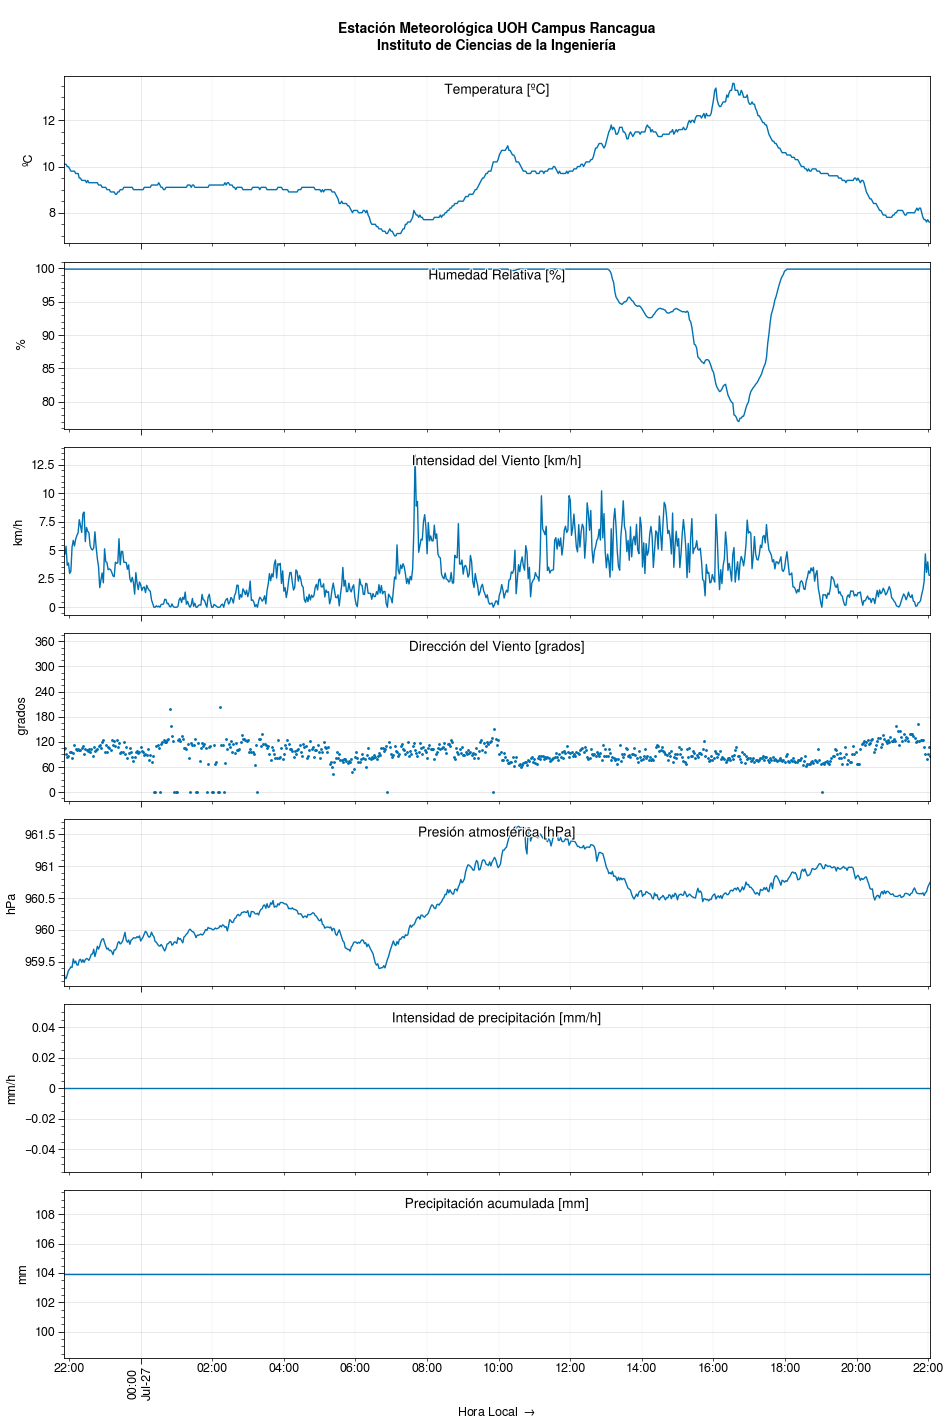 Estación Meteorológica UOH Campus Rancagua
Instituto de Ciencias de la Ingeniería
Temperatura [ºC]
ºC
12
10
8
Humedad Relativa [%]
%
100
95
90
85
80
Intensidad del Viento [km/h]
km/h
12.5
10
7.5
5
2.5
0
Dirección del Viento [grados]
grados
360
300
240
180
120
60
0
Presión atmosférica [hPa]
hPa
961.5
961
960.5
960
959.5
Intensidad de precipitación [mm/h]
mm/h
0.04
0.02
0
−0.02
−0.04
Precipitación acumulada [mm]
mm
108
106
104
102
100
22:00
00:00
Jul-27
02:00
04:00
06:00
08:00
10:00
12:00
14:00
16:00
18:00
20:00
22:00
Hora Local →